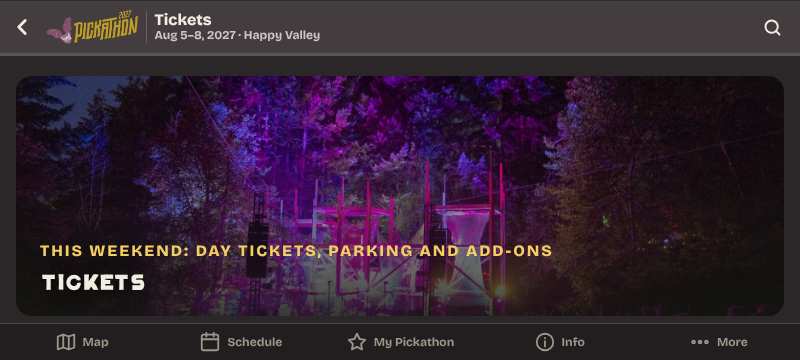 2027
PICKATHON
Tickets
Aug 5–8, 2027 · Happy Valley
THIS WEEKEND: DAY TICKETS, PARKING AND ADD-ONS
TICKETS
Map
Schedule
My Pickathon
Info
More